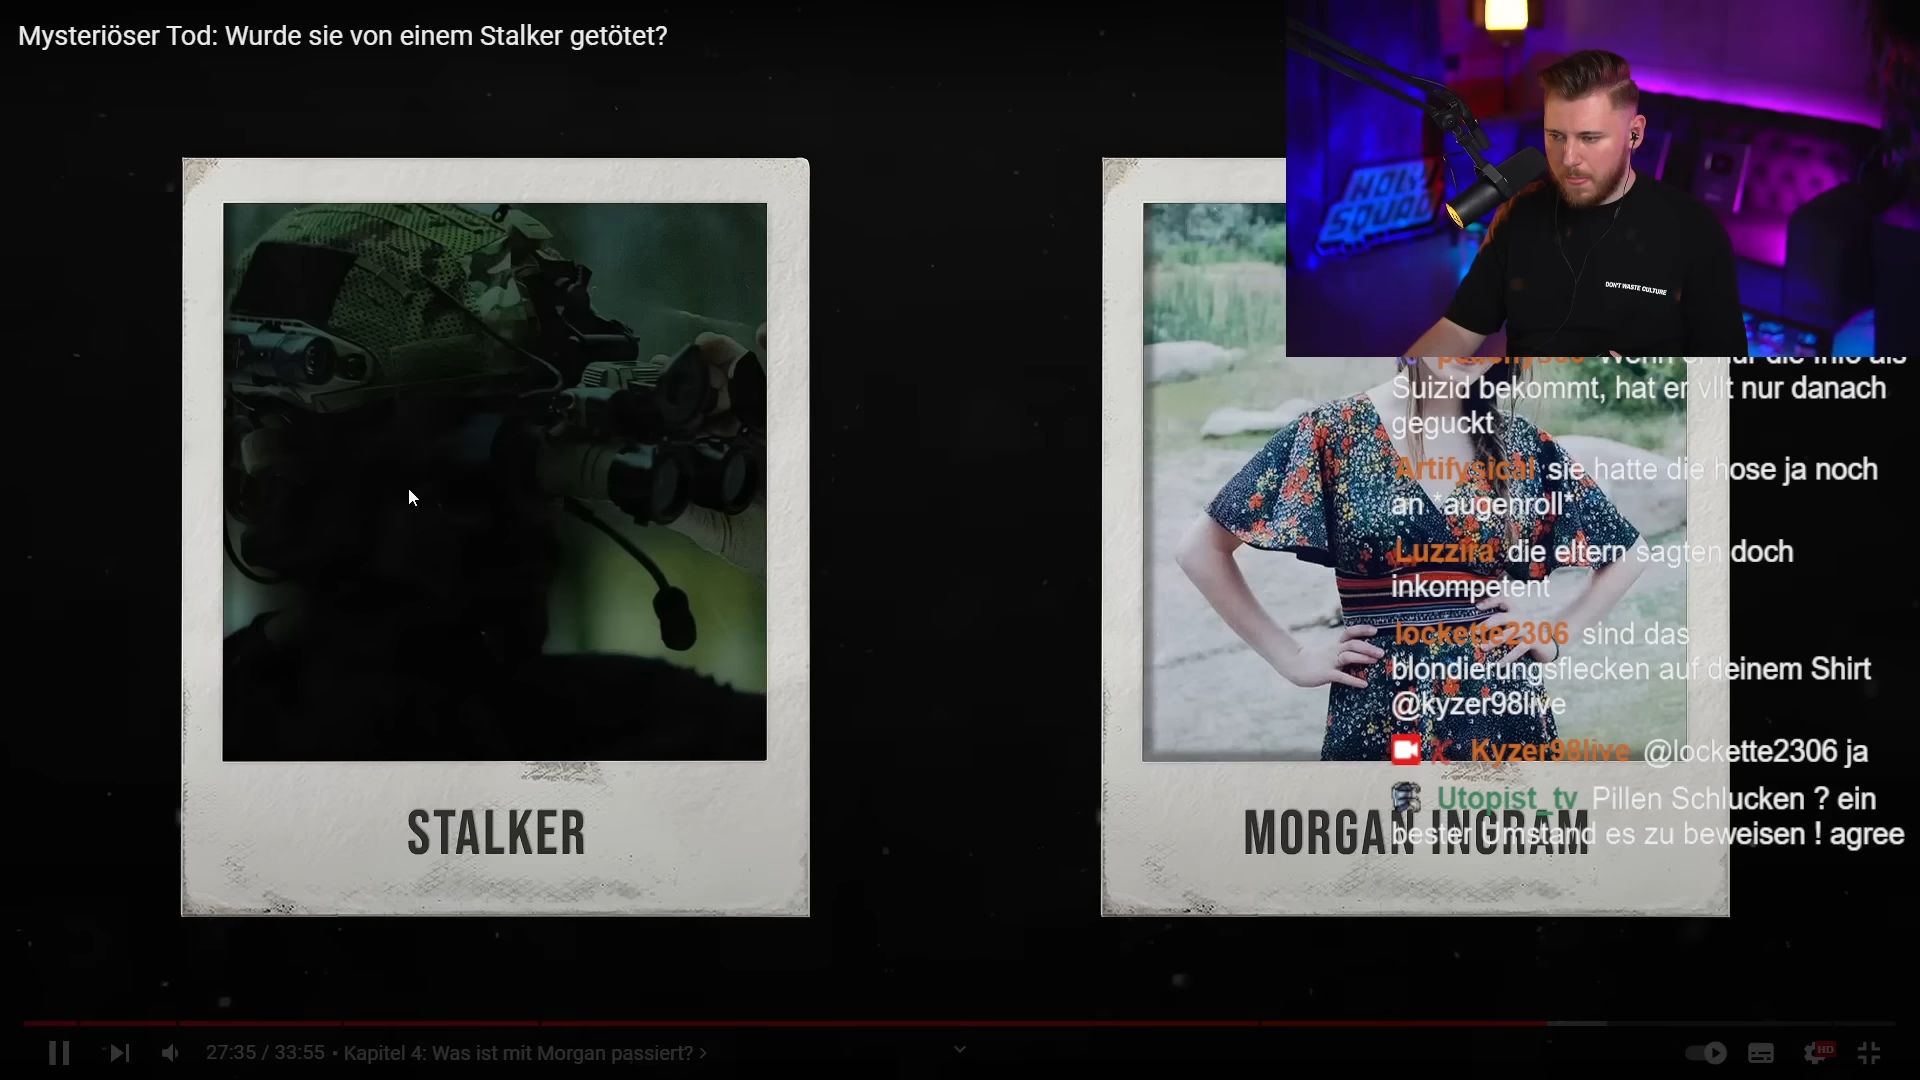 Mysteriöser Tod: Wurde sie von einem Stalker getötet?
HOLY
SQUAD
DON'T WASTE CULTURE
Suizid bekommt, hat er vllt nur danach
geguckt
Artifysical sie hatte die hose ja noch
an *augenroll*
Luzzira die eltern sagten doch
inkompetent
lockette2306 sind das
blondierungsflecken auf deinem Shirt
@kyzer98live
Kyzer98live @lockette2306 ja
Utopist_tv Pillen Schlucken ? ein
bester Umstand es zu beweisen ! agree
STALKER
MORGAN INGRAM
27:35 / 33:55 • Kapitel 4: Was ist mit Morgan passiert?
HD